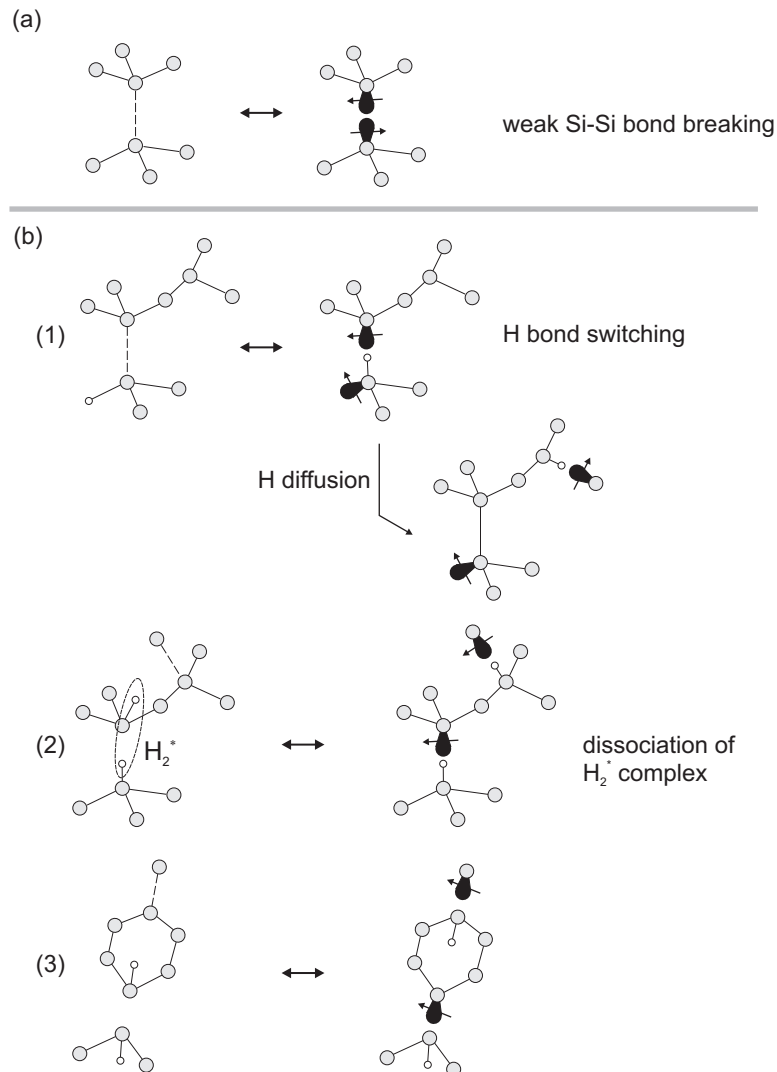 (a)
weak Si-Si bond breaking
(b)
(1)
H bond switching
H diffusion
(2)
H₂*
dissociation of
H₂* complex
(3)